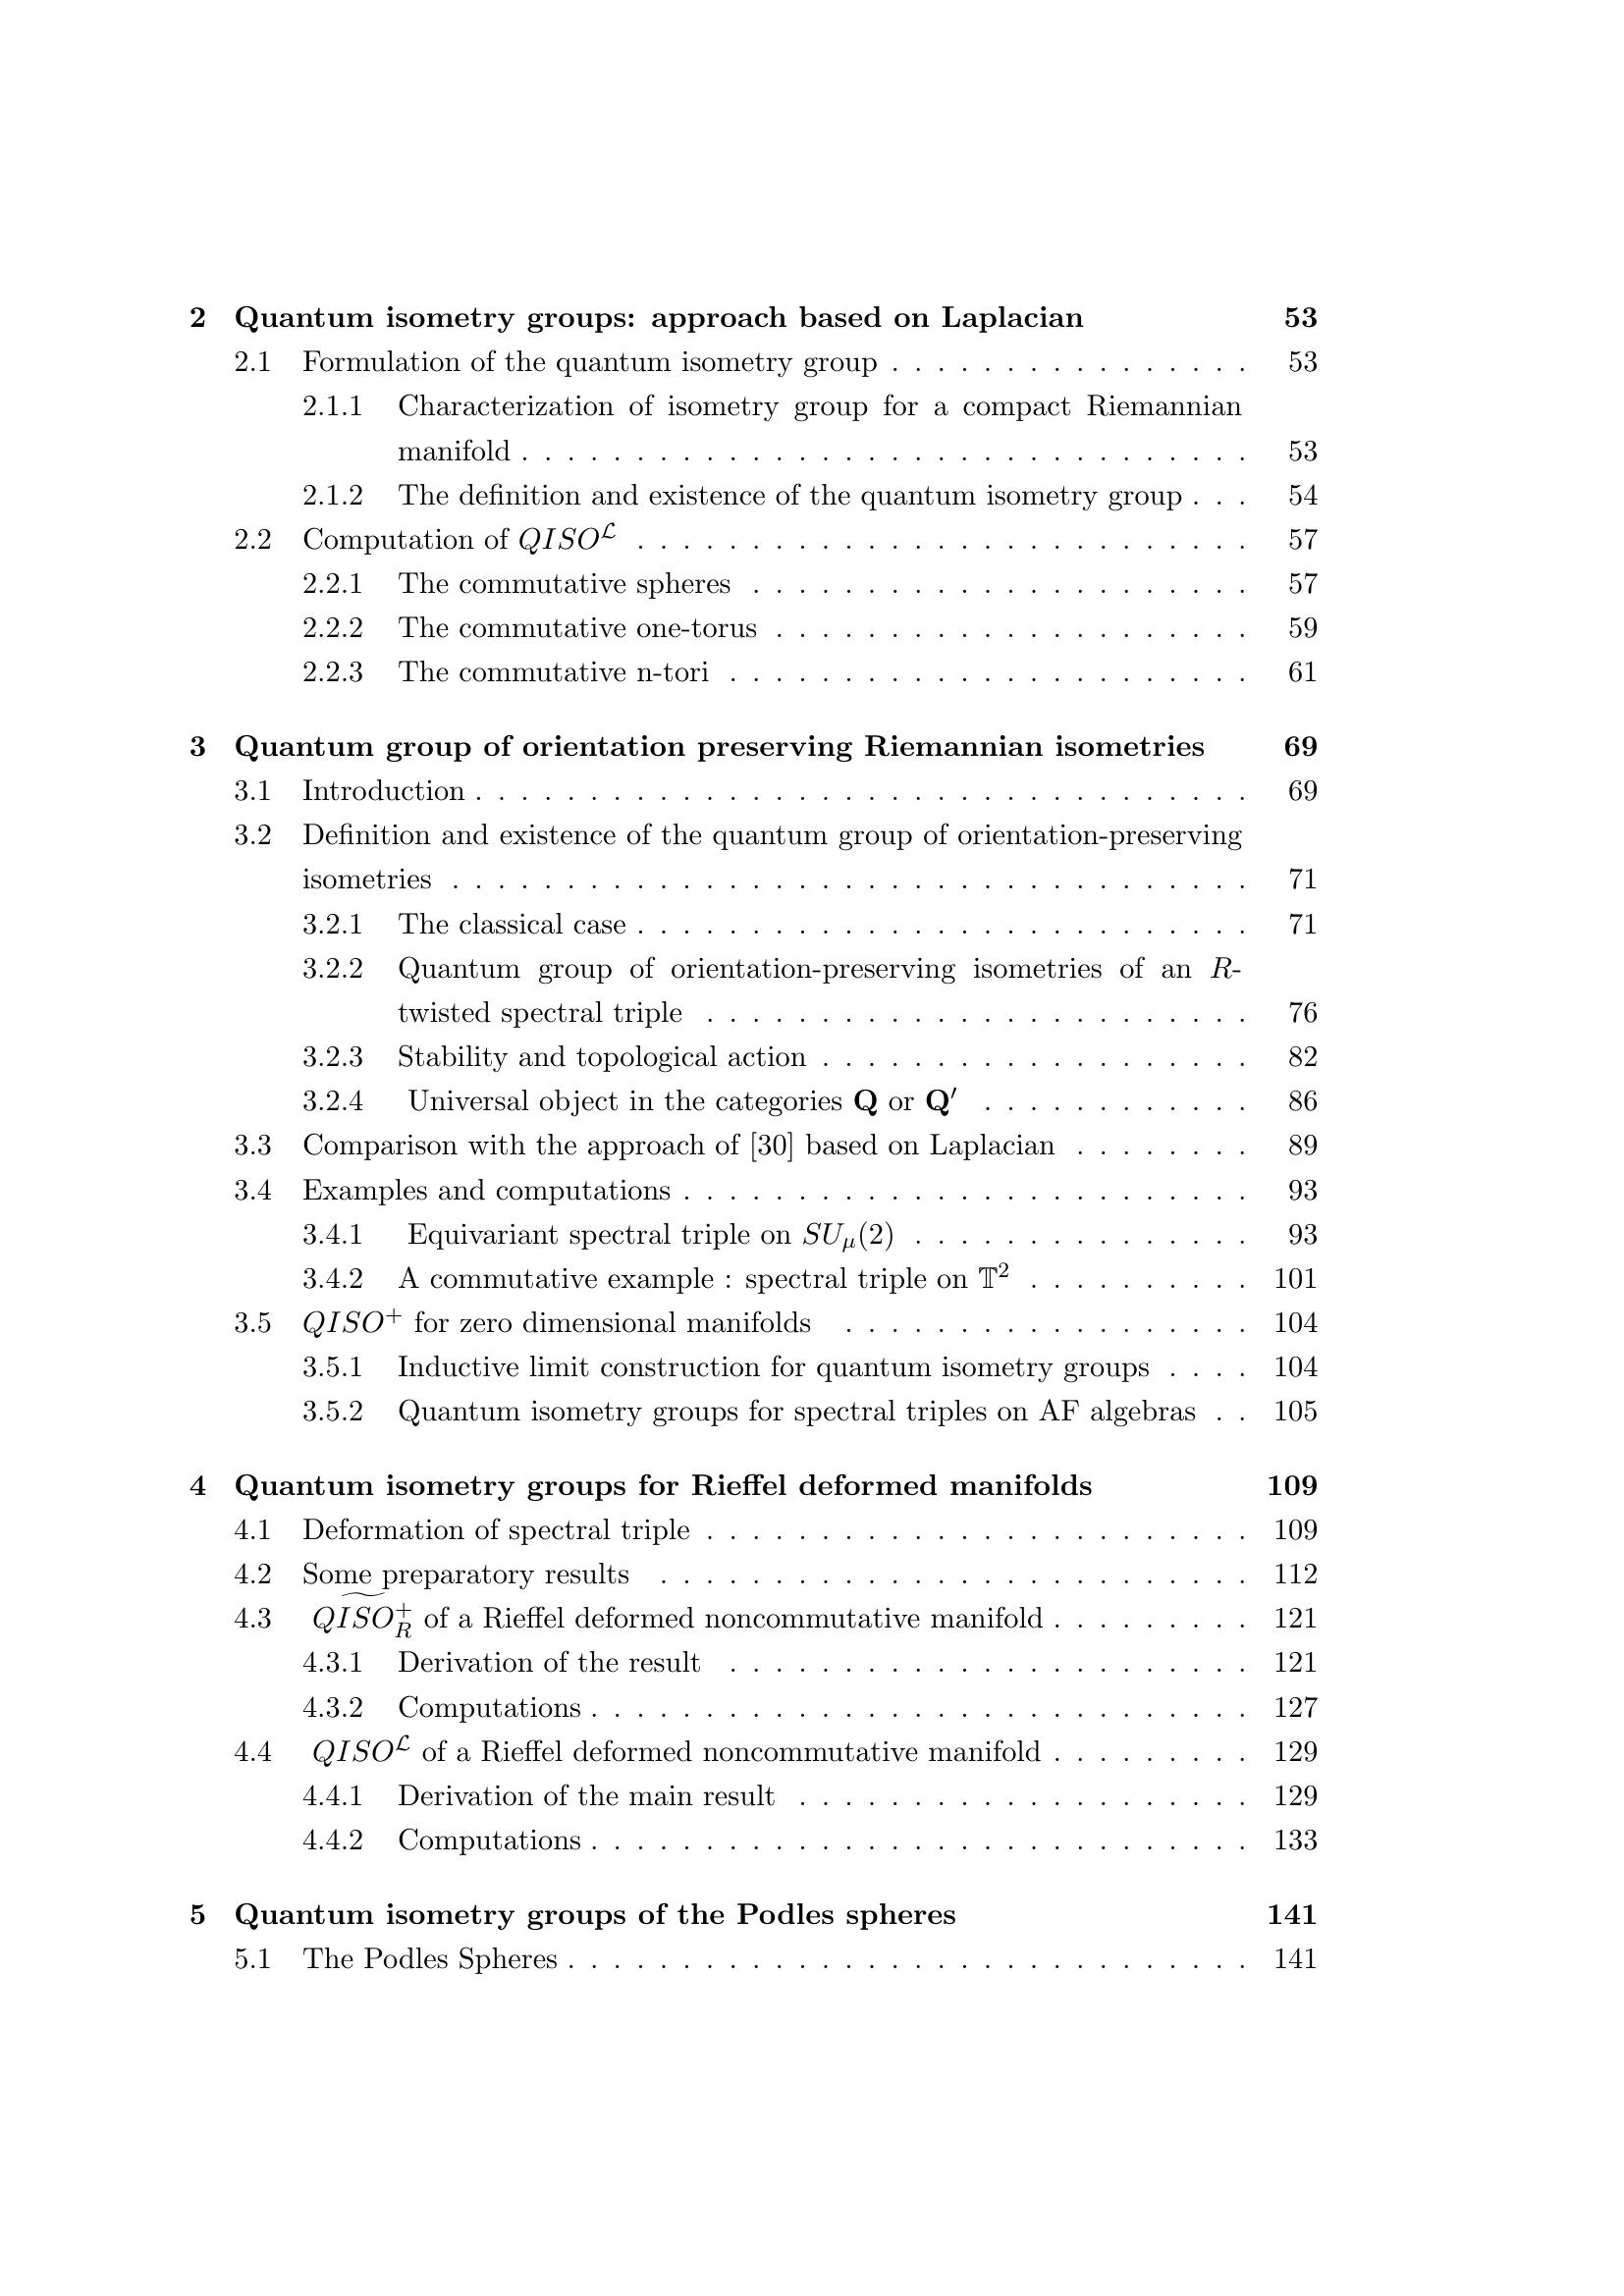 2 Quantum isometry groups: approach based on Laplacian 53
2.1 Formulation of the quantum isometry group . . . . . . . . . . . . . . . . 53
2.1.1 Characterization of isometry group for a compact Riemannian
manifold . . . . . . . . . . . . . . . . . . . . . . . . . . . . . . . . 53
2.1.2 The definition and existence of the quantum isometry group . . . 54
2.2 Computation of $QISO^{\mathcal{L}}$ . . . . . . . . . . . . . . . . . . . . . . . . . . . 57
2.2.1 The commutative spheres . . . . . . . . . . . . . . . . . . . . . . 57
2.2.2 The commutative one-torus . . . . . . . . . . . . . . . . . . . . . 59
2.2.3 The commutative n-tori . . . . . . . . . . . . . . . . . . . . . . . 61
3 Quantum group of orientation preserving Riemannian isometries 69
3.1 Introduction . . . . . . . . . . . . . . . . . . . . . . . . . . . . . . . . . . 69
3.2 Definition and existence of the quantum group of orientation-preserving
isometries . . . . . . . . . . . . . . . . . . . . . . . . . . . . . . . . . . . 71
3.2.1 The classical case . . . . . . . . . . . . . . . . . . . . . . . . . . . 71
3.2.2 Quantum group of orientation-preserving isometries of an $R$-
twisted spectral triple . . . . . . . . . . . . . . . . . . . . . . . . 76
3.2.3 Stability and topological action . . . . . . . . . . . . . . . . . . . 82
3.2.4 Universal object in the categories $\mathbf{Q}$ or $\mathbf{Q}'$ . . . . . . . . . . . . 86
3.3 Comparison with the approach of [30] based on Laplacian . . . . . . . . 89
3.4 Examples and computations . . . . . . . . . . . . . . . . . . . . . . . . . 93
3.4.1 Equivariant spectral triple on $SU_{\mu}(2)$ . . . . . . . . . . . . . . . 93
3.4.2 A commutative example : spectral triple on $\mathbb{T}^2$ . . . . . . . . . . 101
3.5 $QISO^{+}$ for zero dimensional manifolds . . . . . . . . . . . . . . . . . . 104
3.5.1 Inductive limit construction for quantum isometry groups . . . . 104
3.5.2 Quantum isometry groups for spectral triples on AF algebras . . 105
4 Quantum isometry groups for Rieffel deformed manifolds 109
4.1 Deformation of spectral triple . . . . . . . . . . . . . . . . . . . . . . . . 109
4.2 Some preparatory results . . . . . . . . . . . . . . . . . . . . . . . . . . 112
4.3 $\widetilde{QISO}^{+}_{R}$ of a Rieffel deformed noncommutative manifold . . . . . . . . . 121
4.3.1 Derivation of the result . . . . . . . . . . . . . . . . . . . . . . . 121
4.3.2 Computations . . . . . . . . . . . . . . . . . . . . . . . . . . . . . 127
4.4 $QISO^{\mathcal{L}}$ of a Rieffel deformed noncommutative manifold . . . . . . . . . 129
4.4.1 Derivation of the main result . . . . . . . . . . . . . . . . . . . . 129
4.4.2 Computations . . . . . . . . . . . . . . . . . . . . . . . . . . . . . 133
5 Quantum isometry groups of the Podles spheres 141
5.1 The Podles Spheres . . . . . . . . . . . . . . . . . . . . . . . . . . . . . . 141